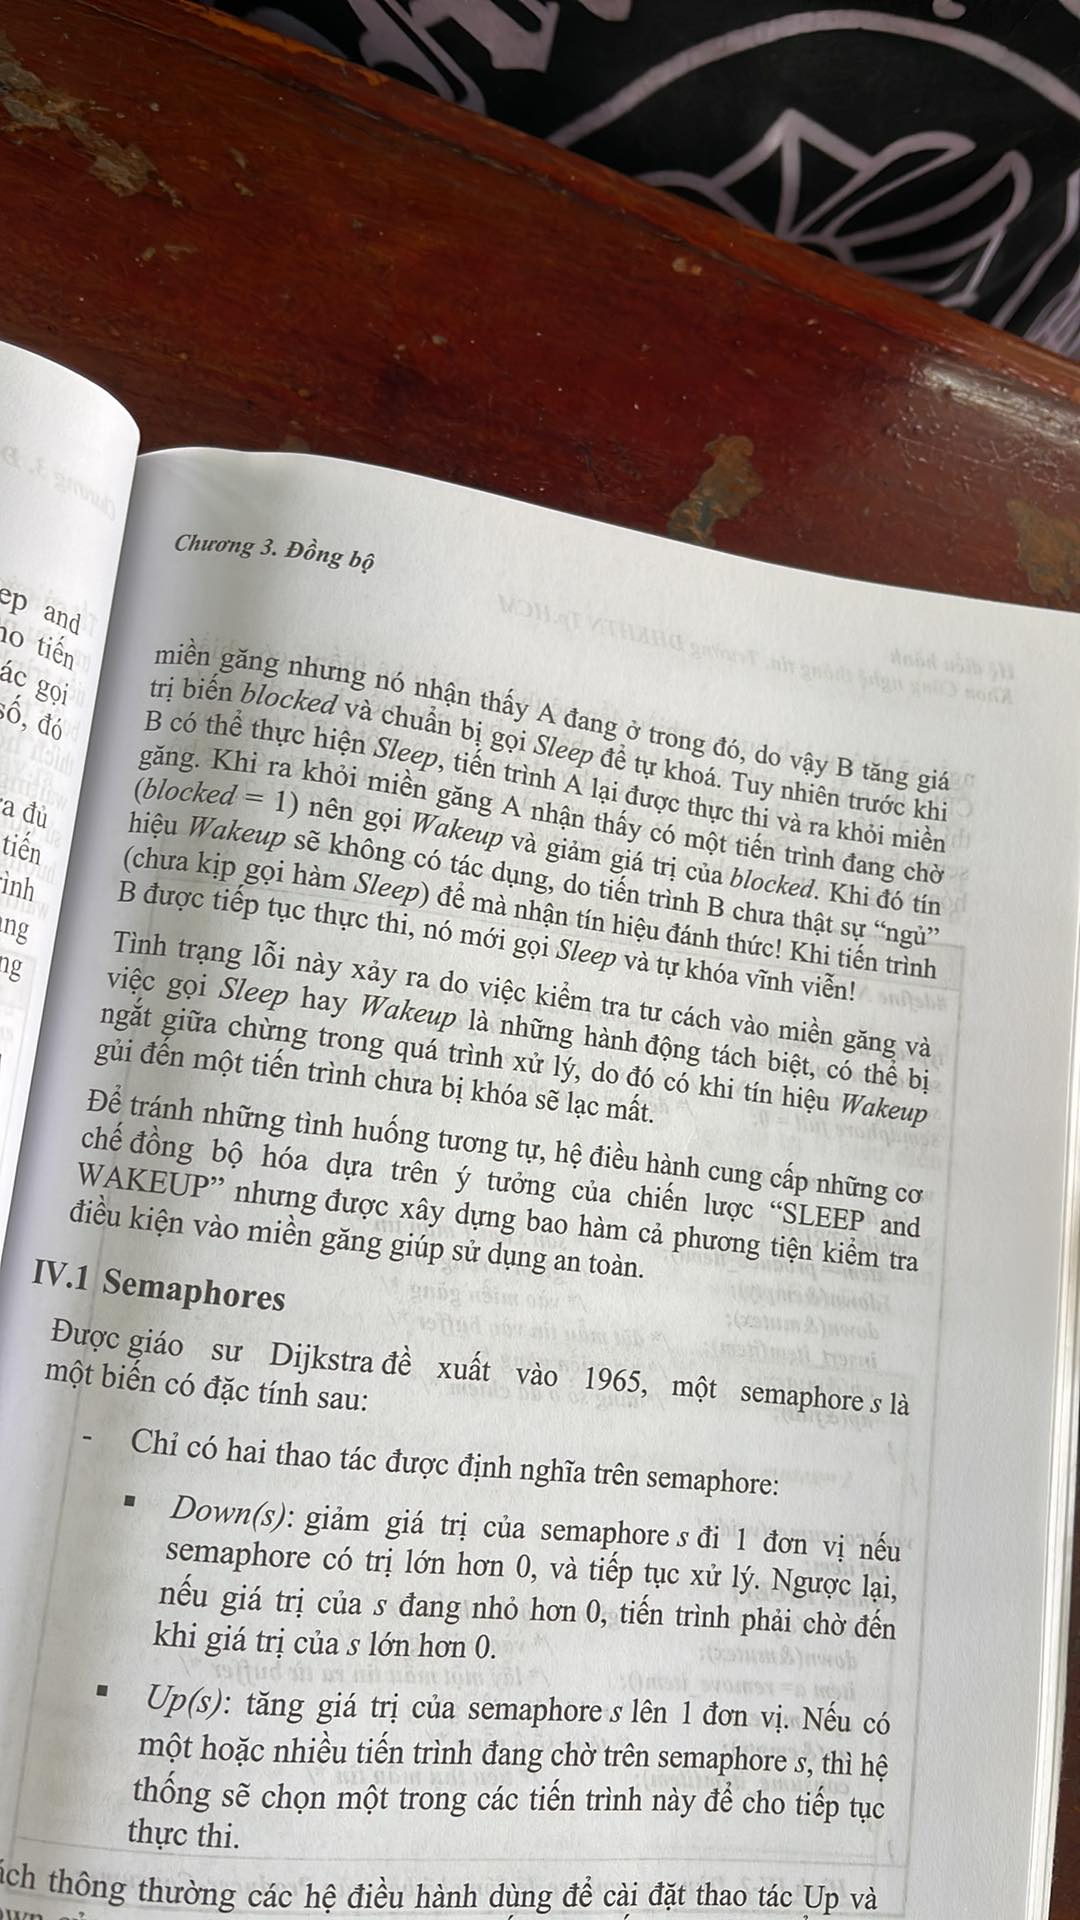 ep and
ho tiến
ác gọi
số, đó
a đủ
tiến
ình
ng
ng
Chương 3. Đồng bộ
miền găng nhưng nó nhận thấy A đang ở trong đó, do vậy B tăng giá
trị biến blocked và chuẩn bị gọi Sleep để tự khoá. Tuy nhiên trước khi
B có thể thực hiện Sleep, tiến trình A lại được thực thi và ra khỏi miền
găng. Khi ra khỏi miền găng A nhận thấy có một tiến trình đang chờ
(blocked = 1) nên gọi Wakeup và giảm giá trị của blocked. Khi đó tín
hiệu Wakeup sẽ không có tác dụng, do tiến trình B chưa thật sự “ngủ”
(chưa kịp gọi hàm Sleep) để mà nhận tín hiệu đánh thức! Khi tiến trình
B được tiếp tục thực thi, nó mới gọi Sleep và tự khóa vĩnh viễn!
Tình trạng lỗi này xảy ra do việc kiểm tra tư cách vào miền găng và
việc gọi Sleep hay Wakeup là những hành động tách biệt, có thể bị
ngắt giữa chừng trong quá trình xử lý, do đó có khi tín hiệu Wakeup
gủi đến một tiến trình chưa bị khóa sẽ lạc mất.
Để tránh những tình huống tương tự, hệ điều hành cung cấp những cơ
chế đồng bộ hóa dựa trên ý tưởng của chiến lược “SLEEP and
WAKEUP” nhưng được xây dựng bao hàm cả phương tiện kiểm tra
điều kiện vào miền găng giúp sử dụng an toàn.
IV.1 Semaphores
Được giáo sư Dijkstra đề xuất vào 1965, một semaphore s là
một biến có đặc tính sau:
- Chỉ có hai thao tác được định nghĩa trên semaphore:
▪ Down(s): giảm giá trị của semaphore s đi 1 đơn vị nếu
semaphore có trị lớn hơn 0, và tiếp tục xử lý. Ngược lại,
nếu giá trị của s đang nhỏ hơn 0, tiến trình phải chờ đến
khi giá trị của s lớn hơn 0.
▪ Up(s): tăng giá trị của semaphore s lên 1 đơn vị. Nếu có
một hoặc nhiều tiến trình đang chờ trên semaphore s, thì hệ
thống sẽ chọn một trong các tiến trình này để cho tiếp tục
thực thi.
ách thông thường các hệ điều hành dùng để cài đặt thao tác Up và